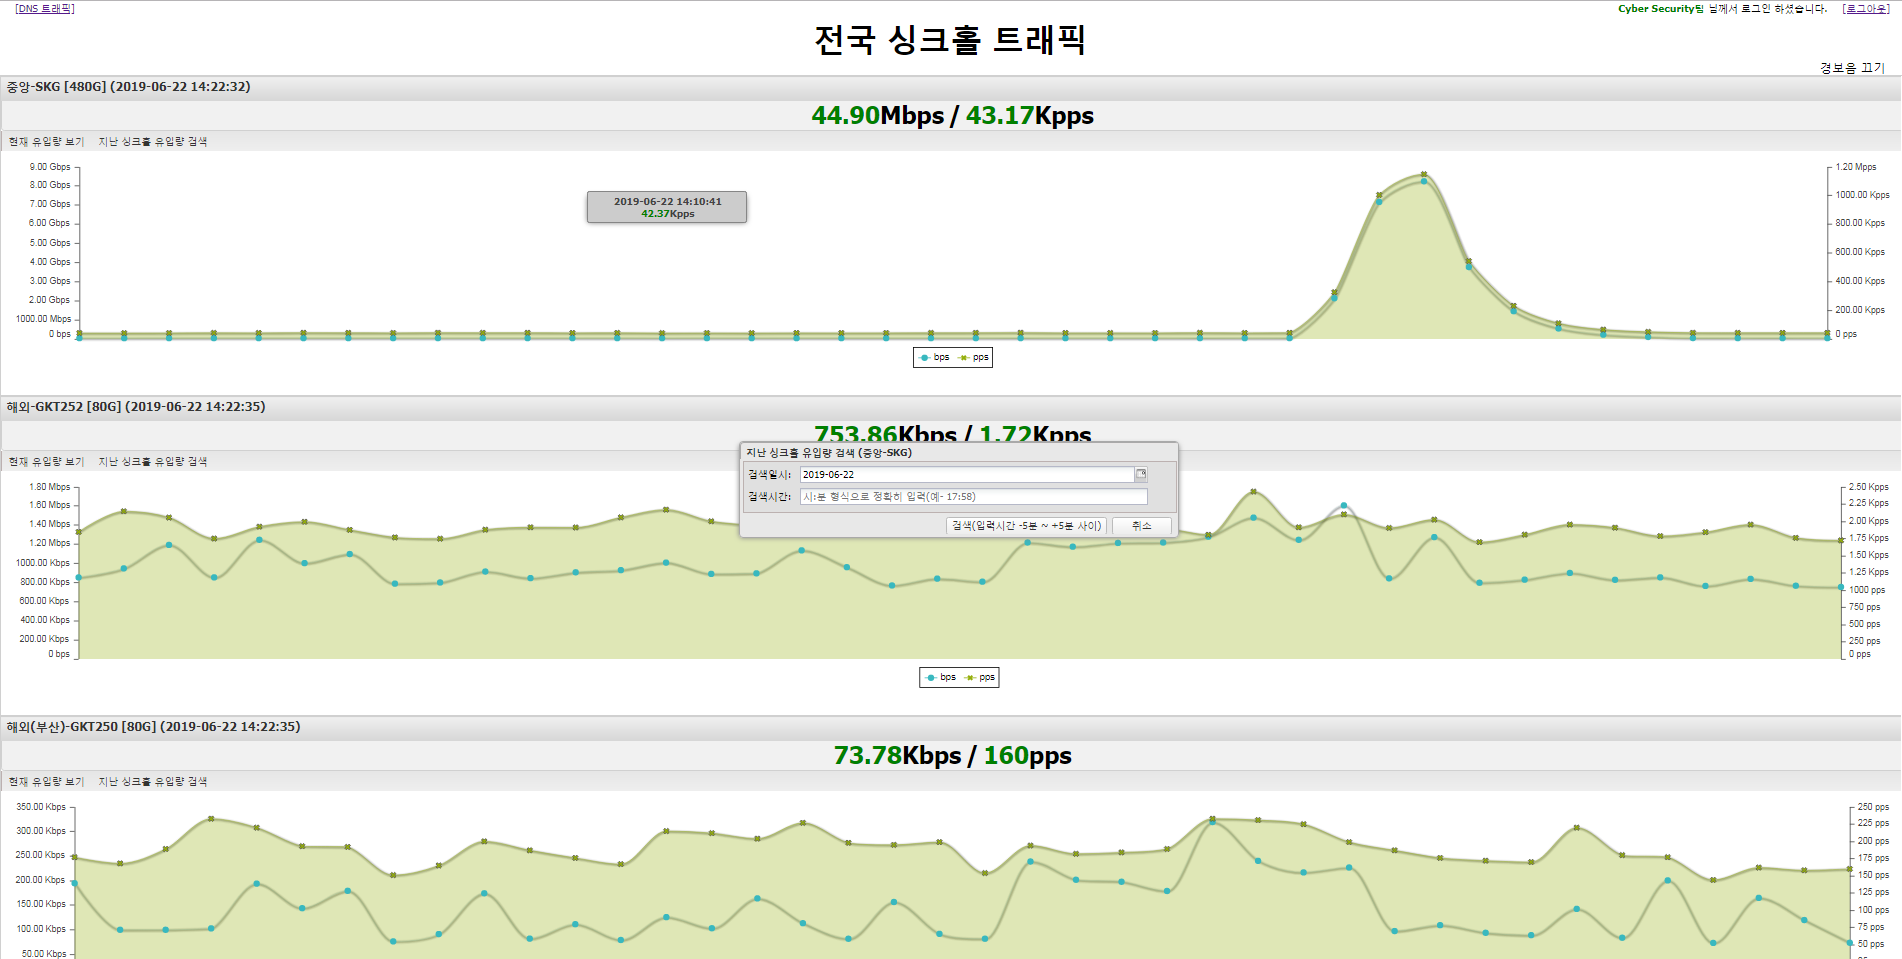 [DNS 트래픽]
Cyber Security팀 님께서 로그인 하셨습니다. [로그아웃]
전국 싱크홀 트래픽
경보음 끄기
중앙-SKG [480G] (2019-06-22 14:22:32)
44.90Mbps / 43.17Kpps
현재 유입량 보기 지난 싱크홀 유입량 검색
9.00 Gbps
8.00 Gbps
7.00 Gbps
6.00 Gbps
5.00 Gbps
4.00 Gbps
3.00 Gbps
2.00 Gbps
1000.00 Mbps
0 bps
2019-06-22 14:10:41
42.37Kpps
1.20 Mpps
1000.00 Kpps
800.00 Kpps
600.00 Kpps
400.00 Kpps
200.00 Kpps
0 pps
bps pps
해외-GKT252 [80G] (2019-06-22 14:22:35)
753.86Kbps / 1.72Kpps
현재 유입량 보기 지난 싱크홀 유입량 검색
1.80 Mbps
1.60 Mbps
1.40 Mbps
1.20 Mbps
1000.00 Kbps
800.00 Kbps
600.00 Kbps
400.00 Kbps
200.00 Kbps
0 bps
지난 싱크홀 유입량 검색 (중앙-SKG)
검색일시: 2019-06-22
검색시간: 시:분 형식으로 정확히 입력(예- 17:58)
검색(입력시간 -5분 ~ +5분 사이) 취소
2.50 Kpps
2.25 Kpps
2.00 Kpps
1.75 Kpps
1.50 Kpps
1.25 Kpps
1000 pps
750 pps
500 pps
250 pps
0 pps
bps pps
해외(부산)-GKT250 [80G] (2019-06-22 14:22:35)
73.78Kbps / 160pps
현재 유입량 보기 지난 싱크홀 유입량 검색
350.00 Kbps
300.00 Kbps
250.00 Kbps
200.00 Kbps
150.00 Kbps
100.00 Kbps
50.00 Kbps
250 pps
225 pps
200 pps
175 pps
150 pps
125 pps
100 pps
75 pps
50 pps